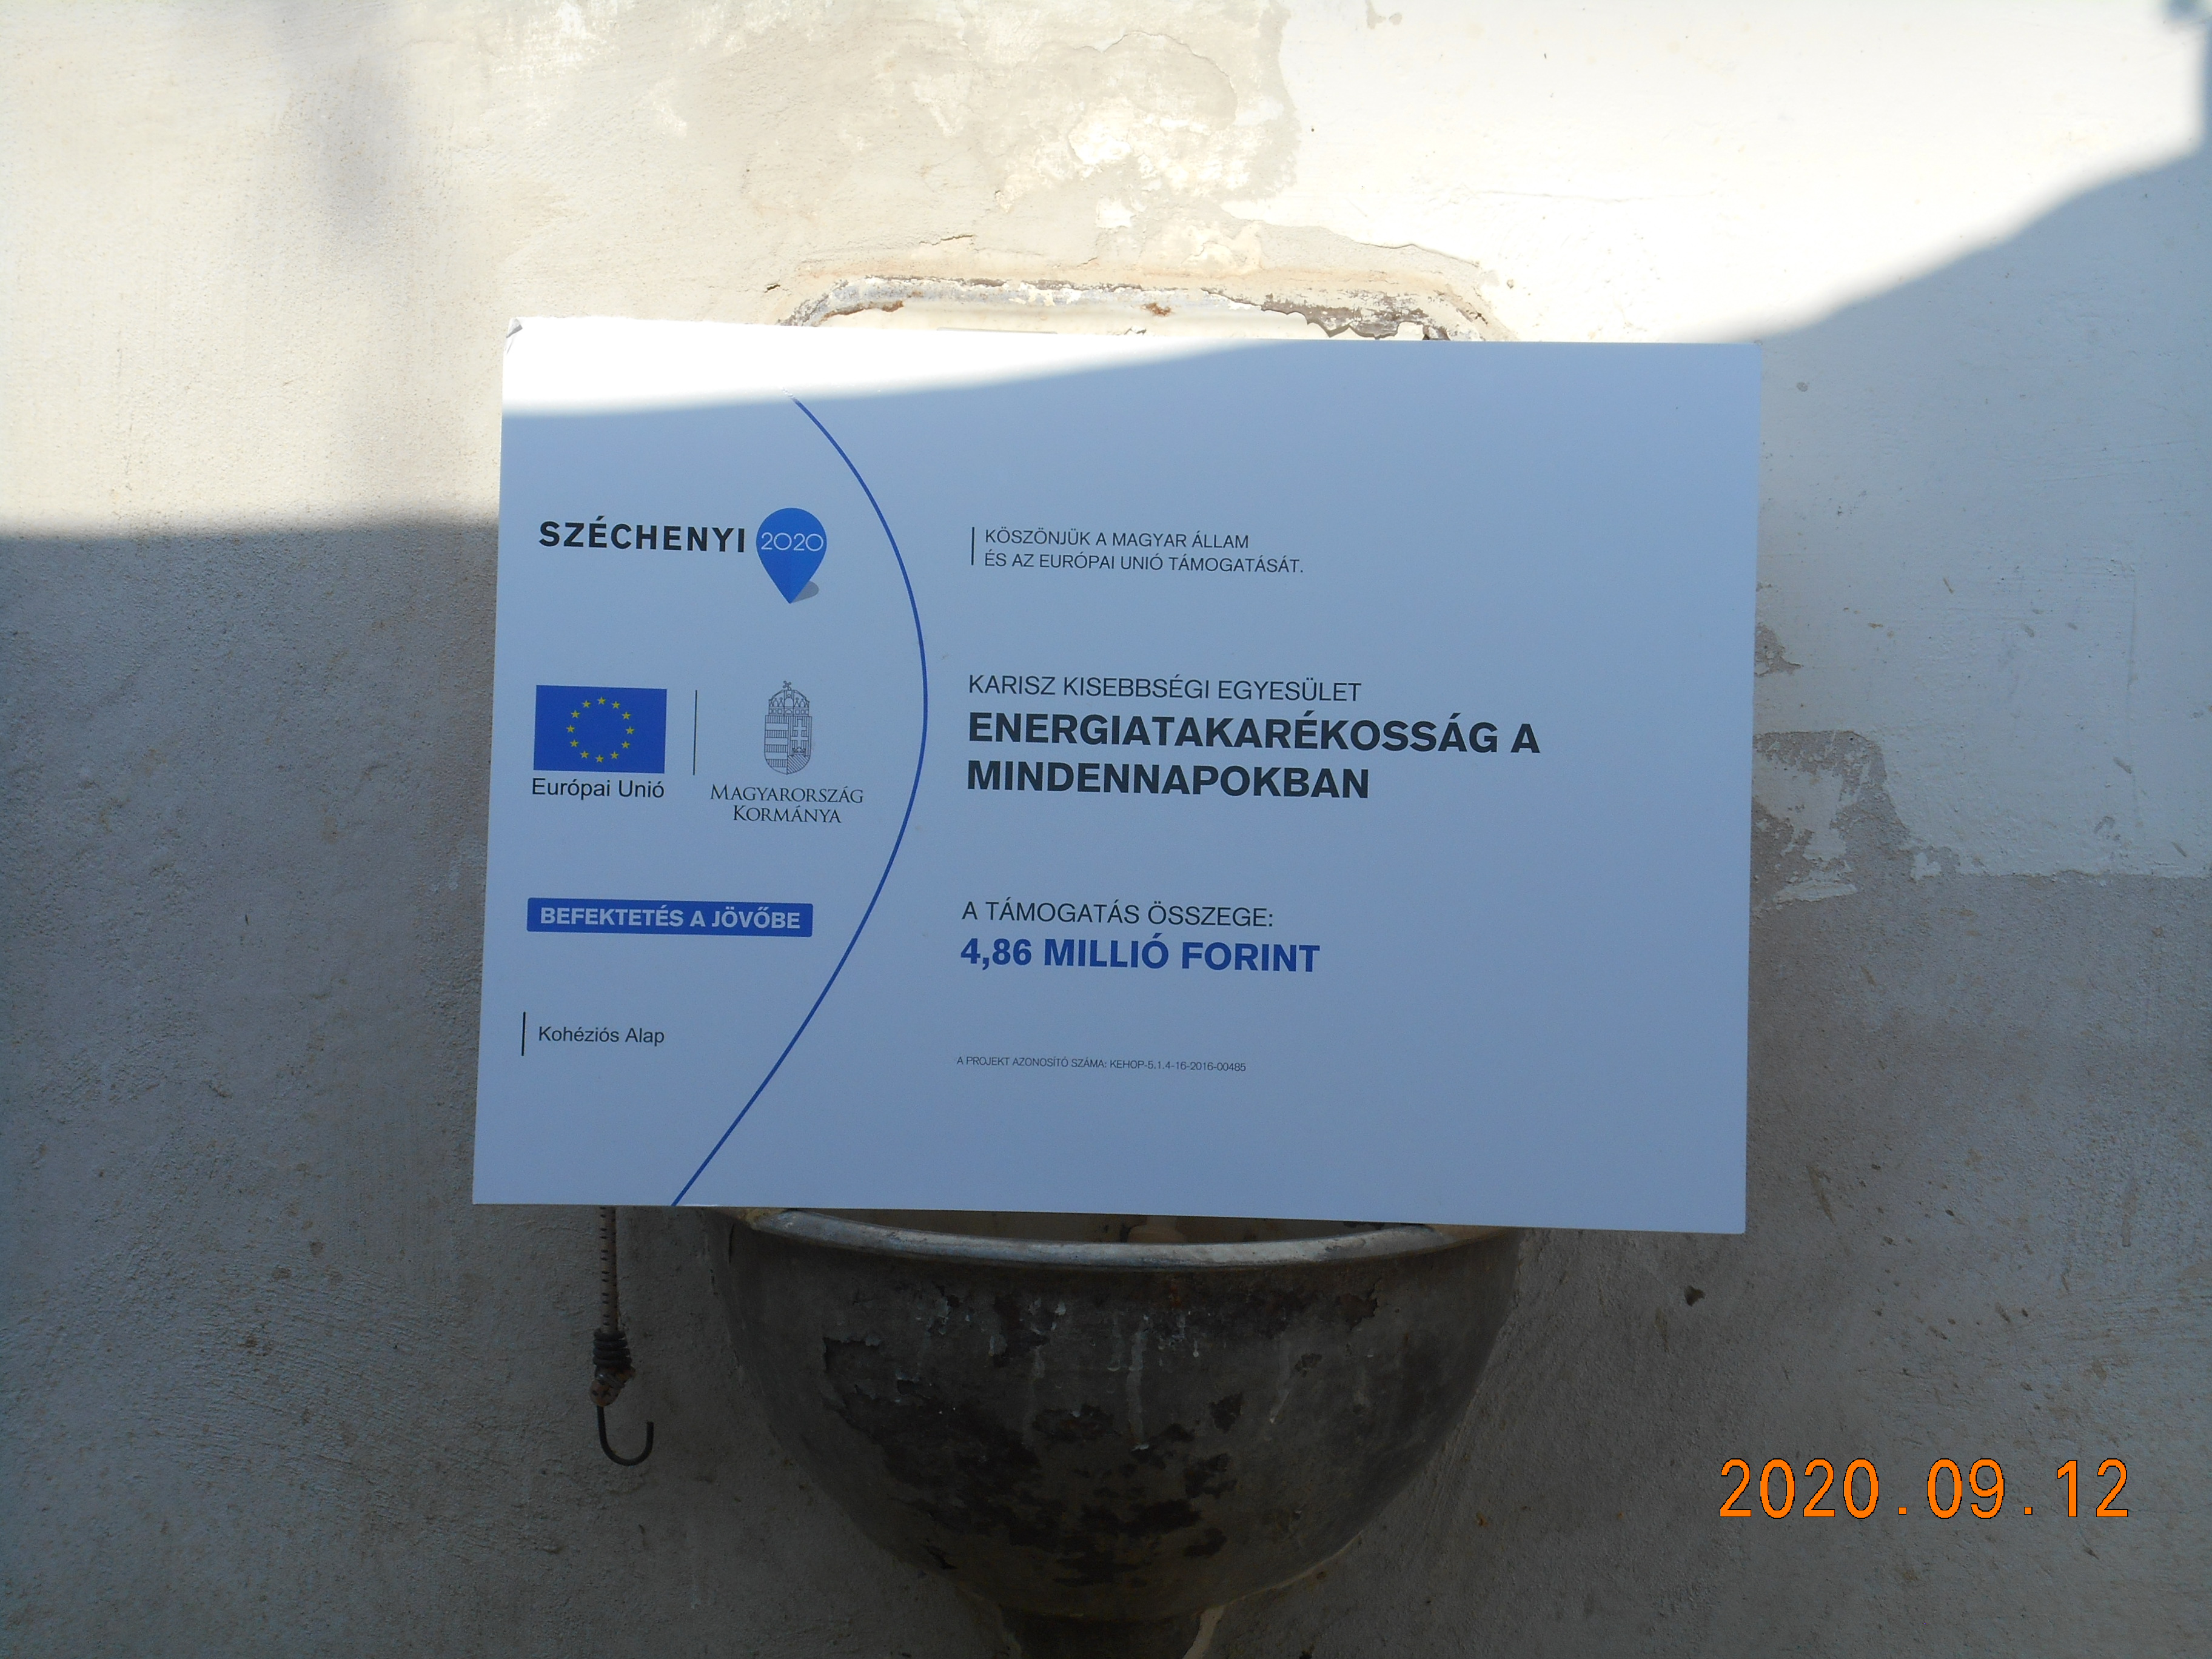 SZÉCHENYI 2020
Európai Unió
MAGYARORSZÁG
KORMÁNYA
BEFEKTETÉS A JÖVŐBE
Kohéziós Alap
KÖSZÖNJÜK A MAGYAR ÁLLAM
ÉS AZ EURÓPAI UNIÓ TÁMOGATÁSÁT.
KARISZ KISEBBSÉGI EGYESÜLET
ENERGIATAKARÉKOSSÁG A
MINDENNAPOKBAN
A TÁMOGATÁS ÖSSZEGE:
4,86 MILLIÓ FORINT
A PROJEKT AZONOSÍTÓ SZÁMA: KEHOP-5.1.4-16-2016-00485
2020.09.12